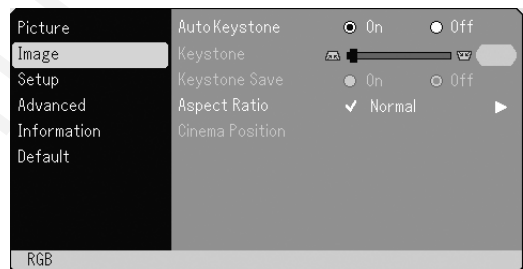 Picture
Image
Setup
Advanced
Information
Default
Auto Keystone On Off
Keystone
Keystone Save On Off
Aspect Ratio Normal
Cinema Position
RGB